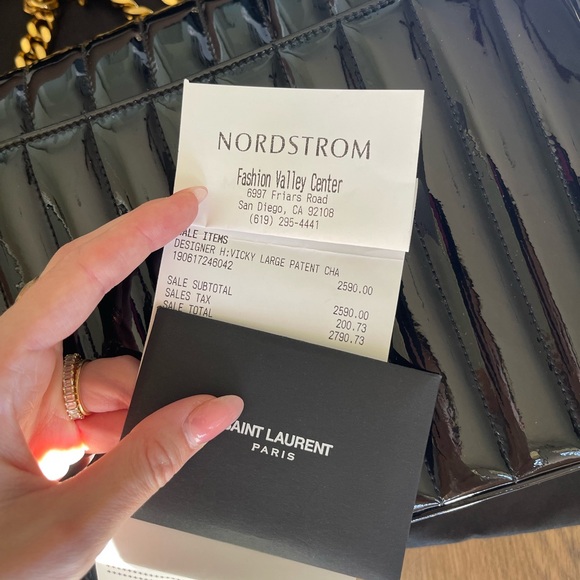 NORDSTROM
Fashion Valley Center
6997 Friars Road
San Diego, CA 92108
(619) 295-4441
ALE ITEMS
DESIGNER H:VICKY LARGE PATENT CHA
190617246042 2590.00
SALE SUBTOTAL 2590.00
SALES TAX 200.73
SALE TOTAL 2790.73
SAINT LAURENT
PARIS